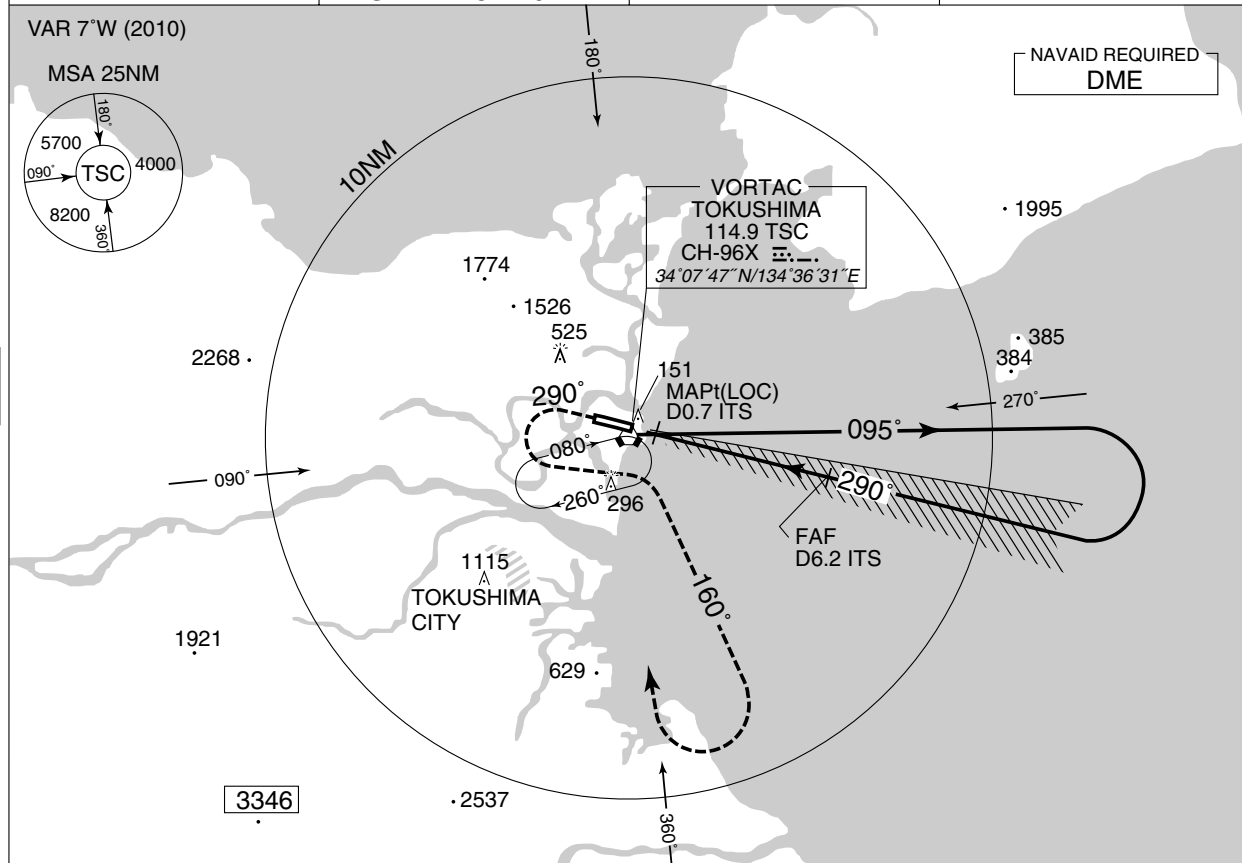 VAR 7°W (2010)
MSA 25NM
180°
5700
4000
090°
TSC
8200
360°
180°
NAVAID REQUIRED
DME
10NM
VORTAC
TOKUSHIMA
114.9 TSC
CH-96X
34°07´47˝N/134°36´31˝E
1995
1774
1526
525
2268
385
384
151
MAPt(LOC)
D0.7 ITS
290°
270°
095°
080°
090°
290°
260°
296
FAF
D6.2 ITS
1115
TOKUSHIMA
CITY
160°
1921
629
3346
2537
360°